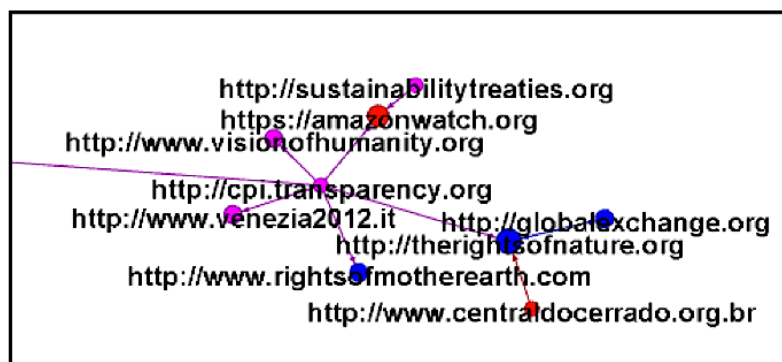 http://sustainabilitytreaties.org
https://amazonwatch.org
http://www.visionofhumanity.org
http://cpi.transparency.org
http://www.venezia2012.it
http://globalexchange.org
http://therightsofnature.org
http://www.rightsofmotherearth.com
http://www.centraldocerrado.org.br